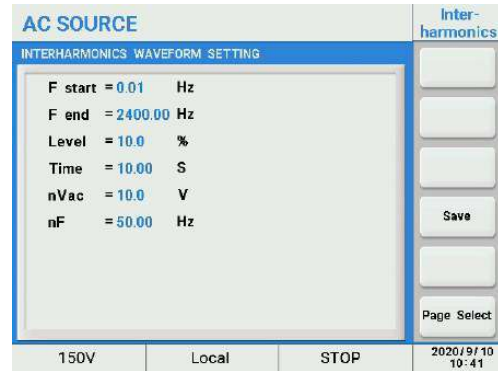 AC SOURCE
Inter-
harmonics
INTERHARMONICS WAVEFORM SETTING
F start = 0.01 Hz
F end = 2400.00 Hz
Level = 10.0 %
Time = 10.00 S
nVac = 10.0 V
nF = 50.00 Hz
Save
Page Select
150V Local STOP 2020/9/10
10:41